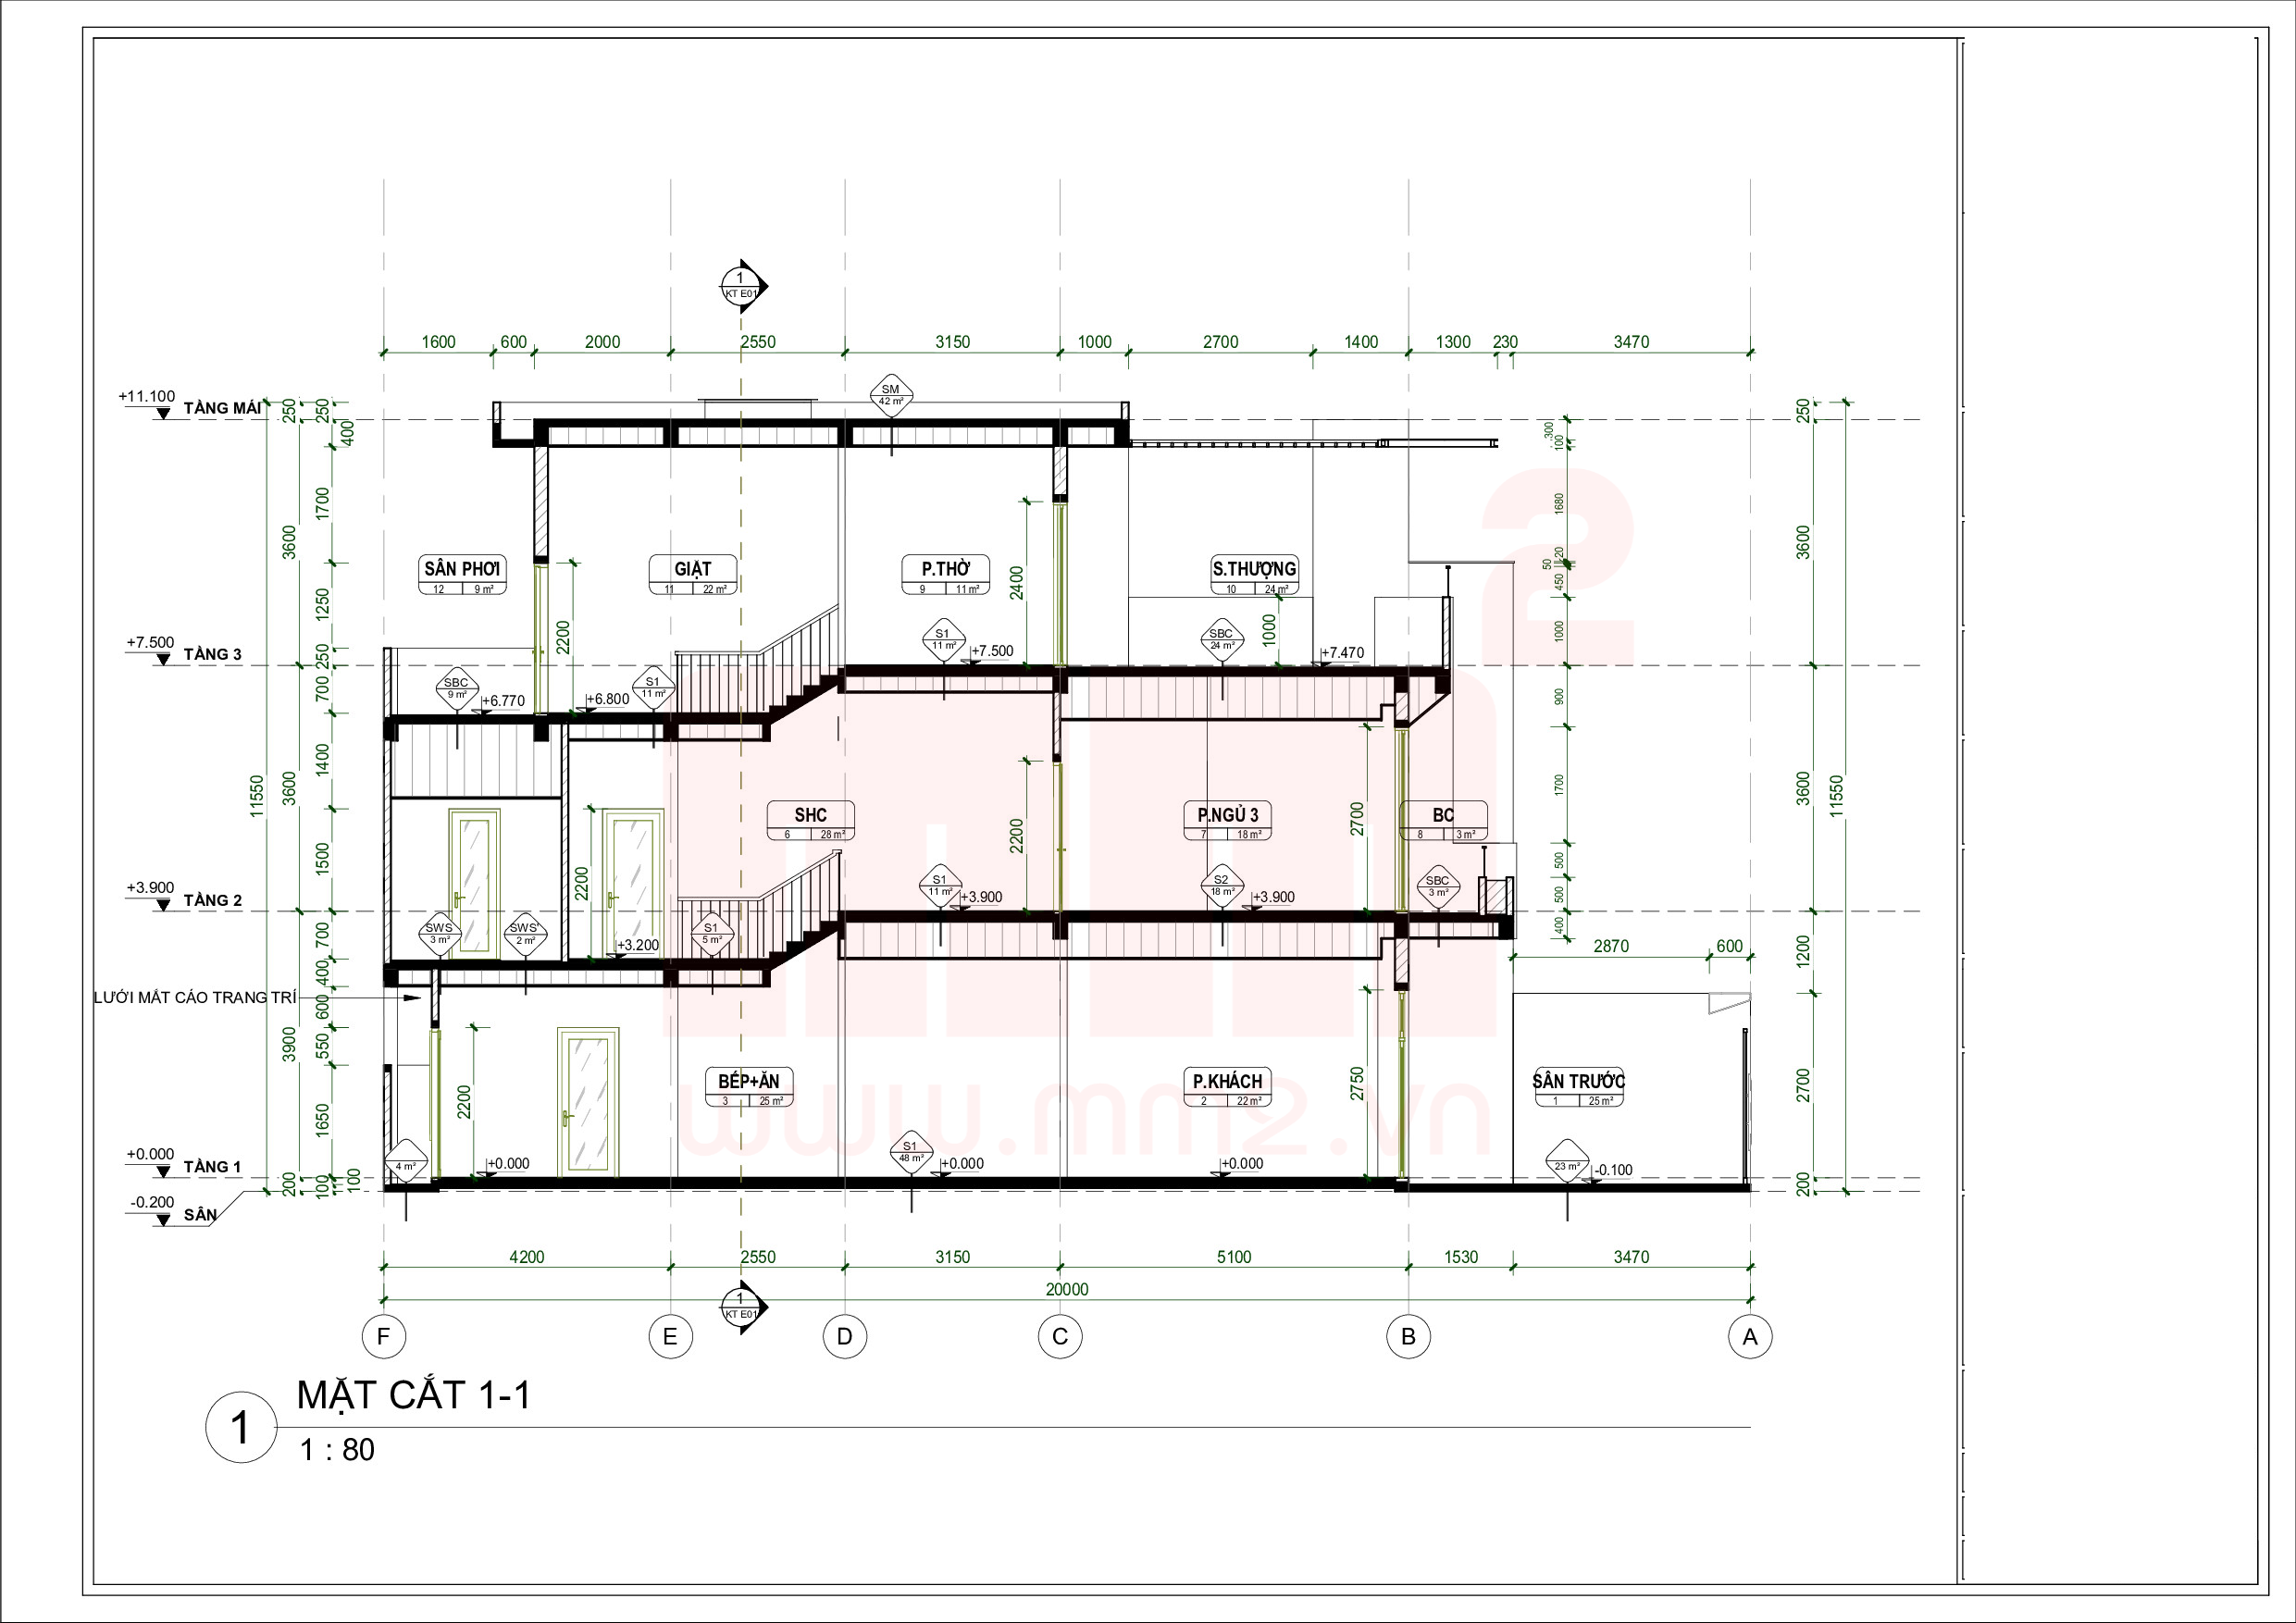 1
KT E01
1600 600 2000 2550 3150 1000 2700 1400 1300 230 3470
+11.100 TẦNG MÁI
250 250 400
SM
42 m²
250
300 100
1700
3600
1680
3600
2400
SÂN PHƠI
12 9 m²
GIẶT
11 22 m²
P.THỜ
9 11 m²
S.THƯỢNG
10 24 m²
50 20
450
1250
2200
1000
1000
+7.500 TẦNG 3
250
S1
11 m²
+7.500
SBC
24 m²
+7.470
700
SBC
9 m²
+6.770
+6.800
S1
11 m²
900
1400
3600
11550
1700
3600
11550
SHC
6 28 m²
P.NGỦ 3
7 18 m²
BC
8 3 m²
2200
2700
1500
2200
500
500
+3.900 TẦNG 2
S1
11 m²
+3.900
S2
18 m²
+3.900
SBC
3 m²
400
700
SWS
3 m²
SWS'
2 m²
+3.200
S1
5 m²
2870 600
1200
400
LƯỚI MẮT CÁO TRANG TRÍ
600
3900
550
2200
BẾP+ĂN
3 25 m²
P.KHÁCH
2 22 m²
2750
SÂN TRƯỚC
1 25 m²
2700
www.mm2.vn
1650
+0.000 TẦNG 1
4 m²
+0.000
S1
48 m²
+0.000
+0.000
23 m²
-0.100
200 100 100
200
-0.200 SÂN
4200 2550 3150 5100 1530 3470
20000
1
KT E01
F E D C B A
1 MẶT CẮT 1-1
1 : 80